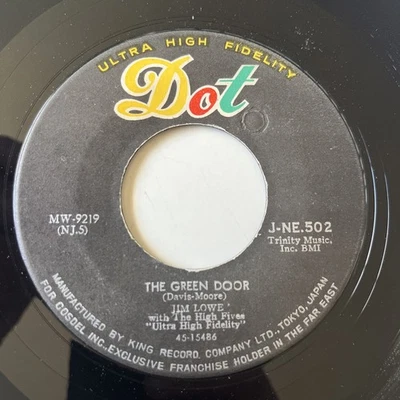 ULTRA HIGH FIDELITY
Dot
MW-9219
(NJ.5)
J-NE.502
Trinity Music,
Inc. BMI
THE GREEN DOOR
(Davis-Moore)
JIM LOWE
with The High Fives
"Ultra High Fidelity"
45-15486
MANUFACTURED BY KING RECORD COMPANY LTD., TOKYO, JAPAN
FOR GOSDEL INC., EXCLUSIVE FRANCHISE HOLDER IN THE FAR EAST